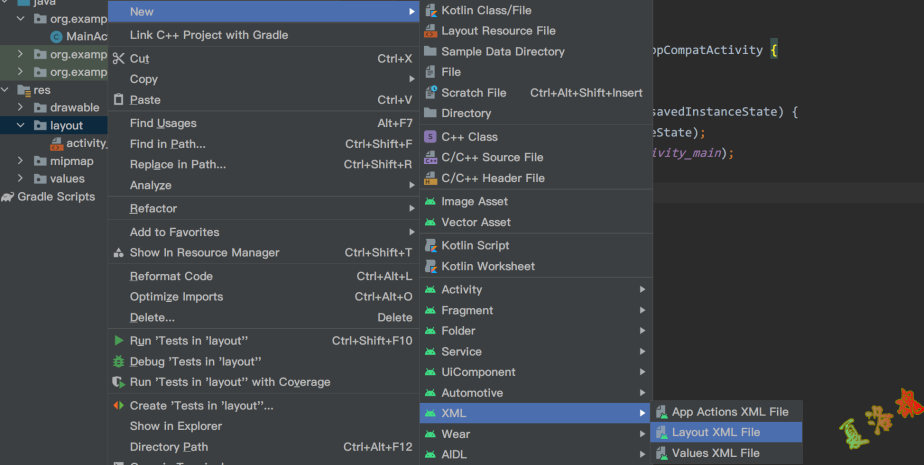 java
org.examp
MainAc
org.examp
org.examp
res
drawable
layout
activity_
mipmap
values
Gradle Scripts
New
Link C++ Project with Gradle
Cut Ctrl+X
Copy
Paste Ctrl+V
Find Usages Alt+F7
Find in Path... Ctrl+Shift+F
Replace in Path... Ctrl+Shift+R
Analyze
Refactor
Add to Favorites
Show In Resource Manager Ctrl+Shift+T
Reformat Code Ctrl+Alt+L
Optimize Imports Ctrl+Alt+O
Delete... Delete
Run 'Tests in 'layout'' Ctrl+Shift+F10
Debug 'Tests in 'layout''
Run 'Tests in 'layout'' with Coverage
Create 'Tests in 'layout''...
Show in Explorer
Directory Path Ctrl+Alt+F12
Kotlin Class/File
Layout Resource File
Sample Data Directory
File
Scratch File Ctrl+Alt+Shift+Insert
Directory
C++ Class
C/C++ Source File
C/C++ Header File
Image Asset
Vector Asset
Kotlin Script
Kotlin Worksheet
Activity
Fragment
Folder
Service
UiComponent
Automotive
XML
Wear
AIDL
App Actions XML File
Layout XML File
Values XML File
ppCompatActivity {
savedInstanceState) {
eState);
ivity_main);